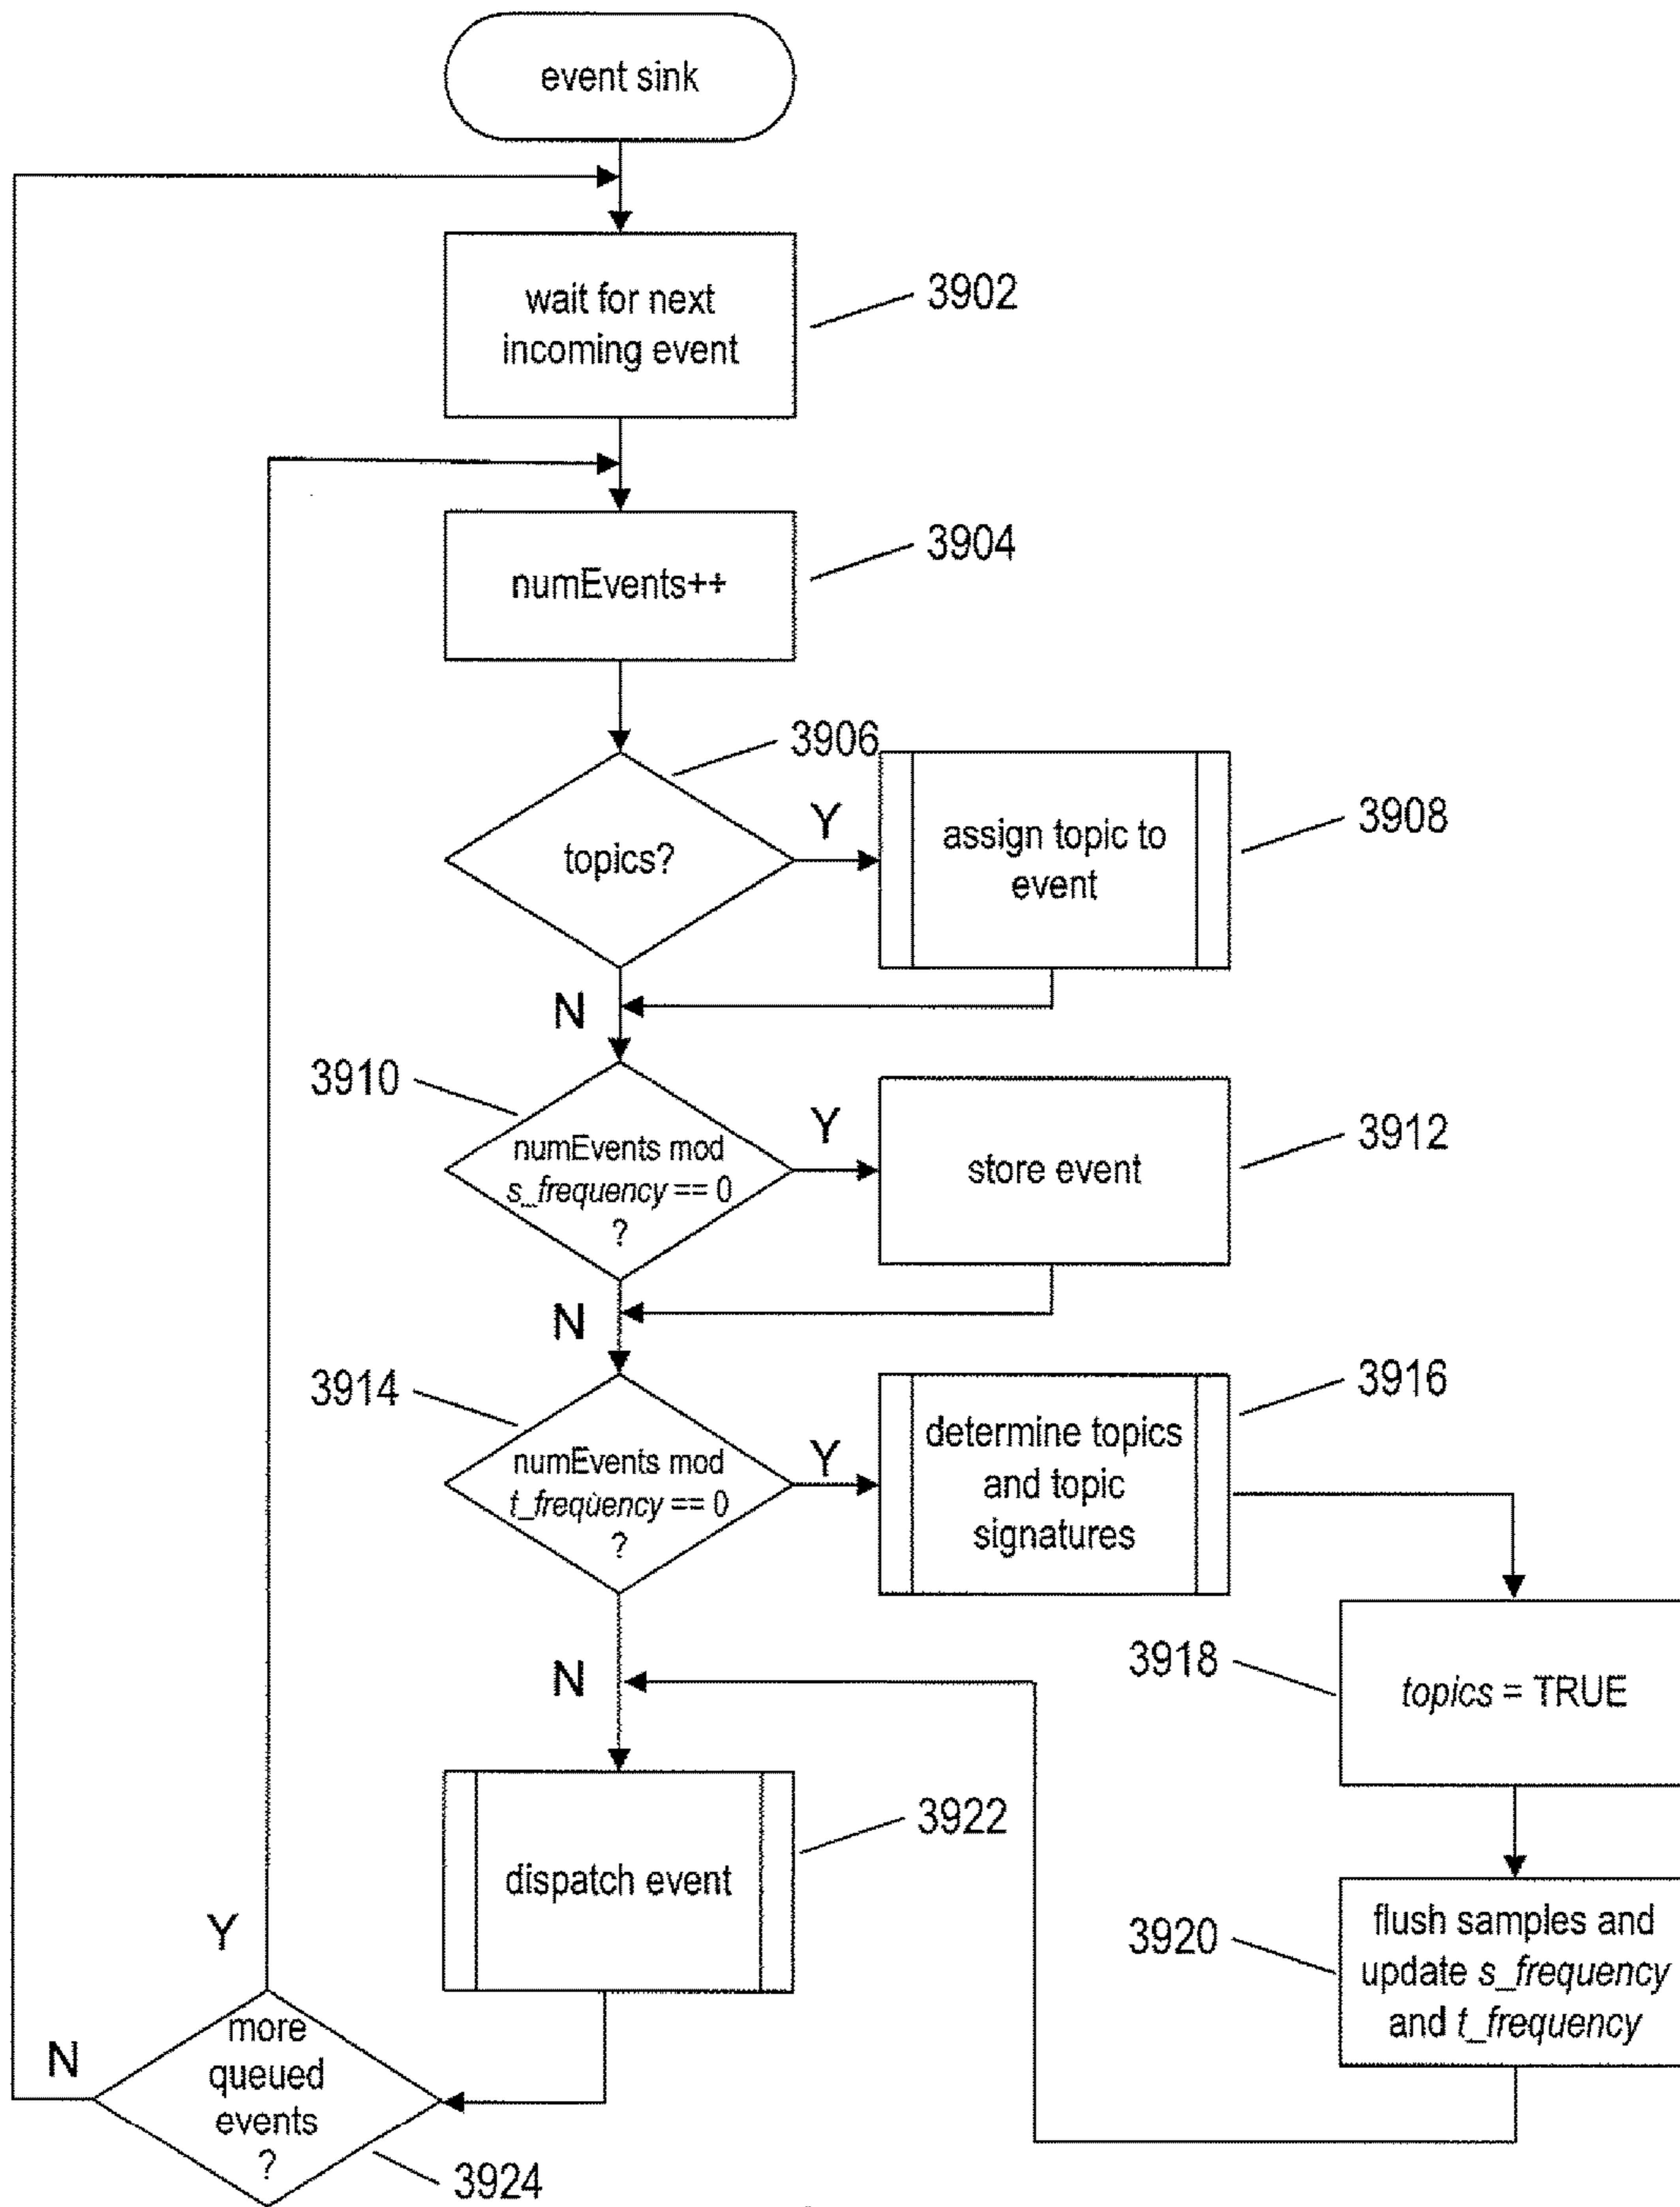 event sink
wait for next
incoming event
3902
numEvents++
3904
topics?
3906
Y
N
assign topic to
event
3908
3910
numEvents mod
s_frequency == 0
?
Y
N
store event
3912
3914
numEvents mod
t_frequency == 0
?
Y
N
determine topics
and topic
signatures
3916
3918
topics = TRUE
3920
flush samples and
update s_frequency
and t_frequency
dispatch event
3922
Y
N
more
queued
events
?
3924